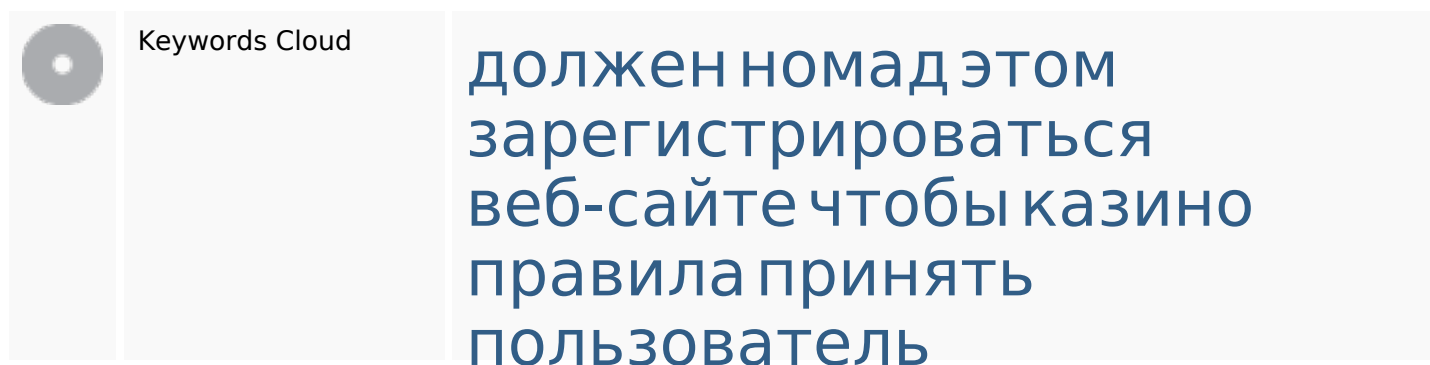 Keywords Cloud
должен номад этом
зарегистрироваться
веб-сайте чтобы казино
правила принять
пользователь